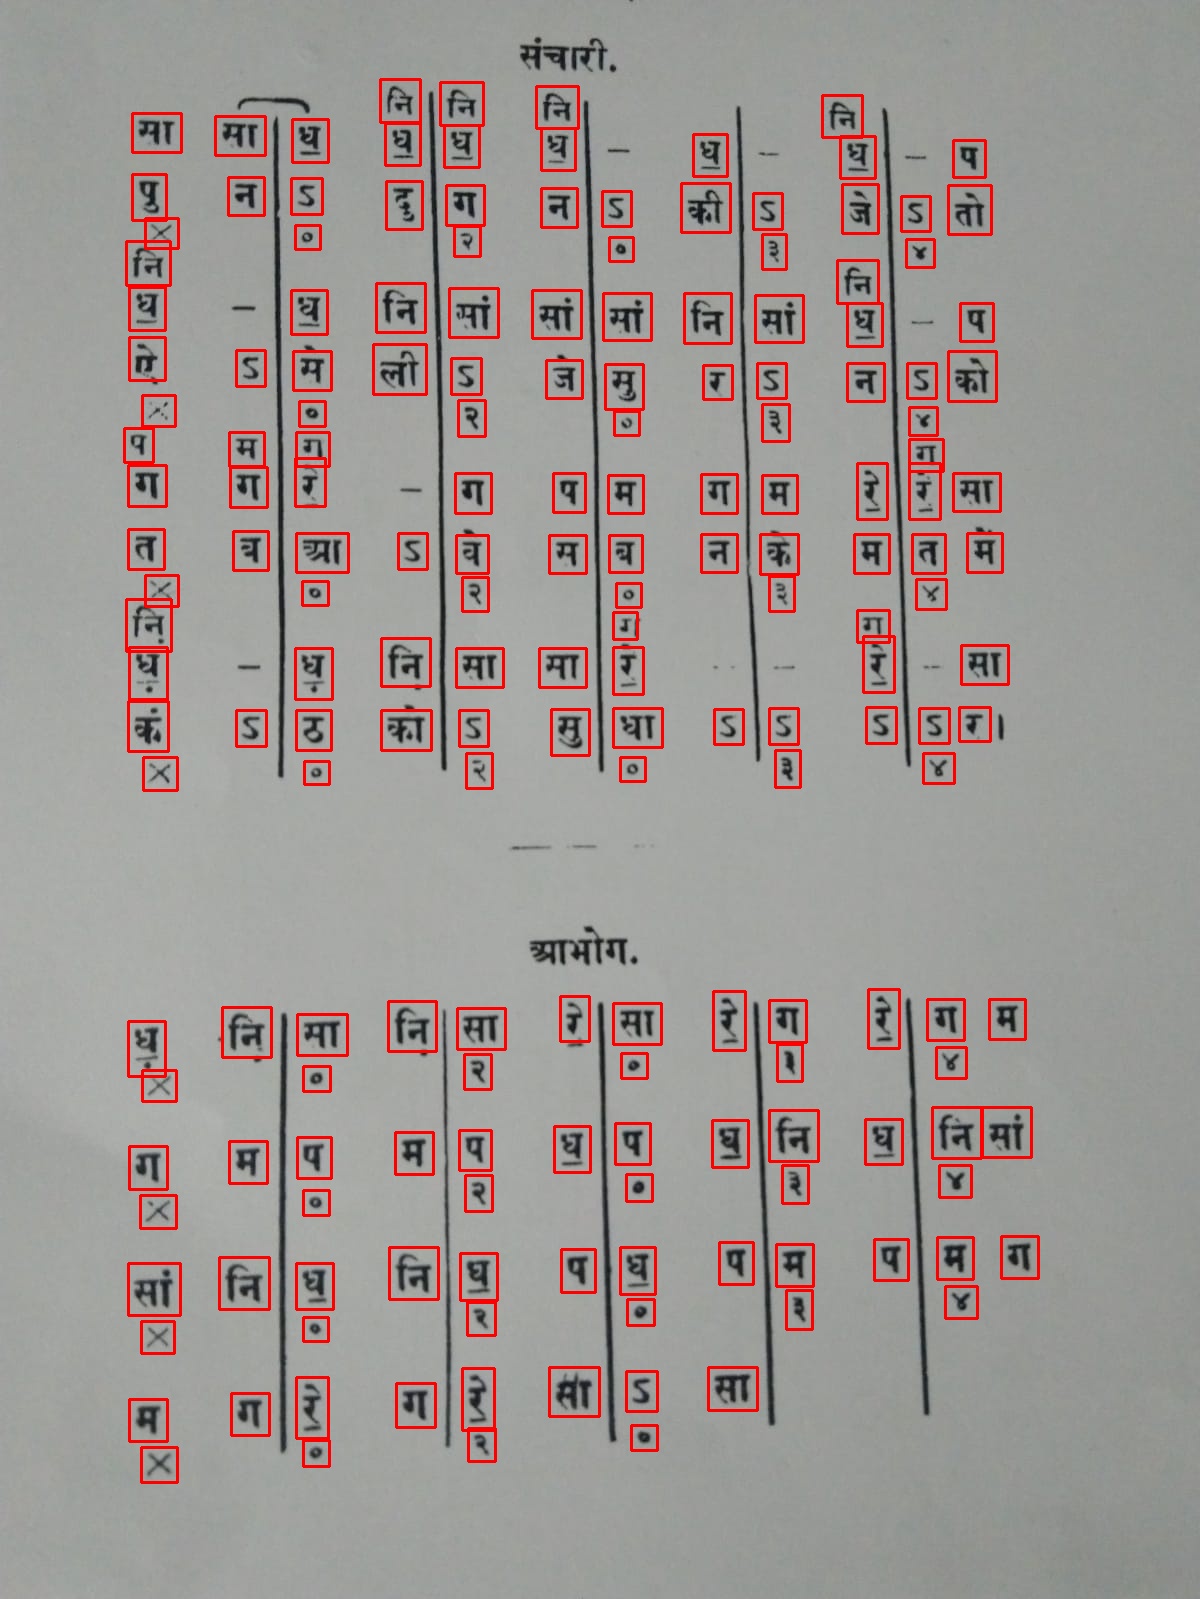 संचारी.
नि नि नि नि
सा सा ध॒ ध॒ ध॒ ध॒ – ध॒ – ध॒ – प
पु न ऽ दु ग न ऽ की ऽ जे ऽ तो
× ० २ ० ३ ४
नि नि
ध॒ – ध॒ नि सां सां सां नि सां ध॒ – प
ऐ ऽ से ली ऽ जे सु र ऽ न ऽ को
× ० २ ० ३ ४
प म ग ग
ग ग रे॒ – ग प म ग म रे॒ रे॒ सा
त ब आ ऽ वे स ब न के म त में
× ० २ ० ३ ४
नि़ ग ग
ध़॒ – ध़॒ नि़ सा सा रे॒ – – रे॒ – सा
कं ऽ ठ को ऽ सु धा ऽ ऽ ऽ ऽ र।
× ० २ ० ३ ४
आभोग.
ध़॒ नि़ सा नि़ सा रे॒ सा रे॒ ग रे॒ ग म
× ० २ ० ३ ४
ग म प म प ध॒ प ध॒ नि ध॒ नि सां
× ० २ ० ३ ४
सां नि ध॒ नि ध॒ प ध॒ प म प म ग
× ० २ ० ३ ४
म ग रे॒ ग रे॒ सा ऽ सा
× ० २ ०